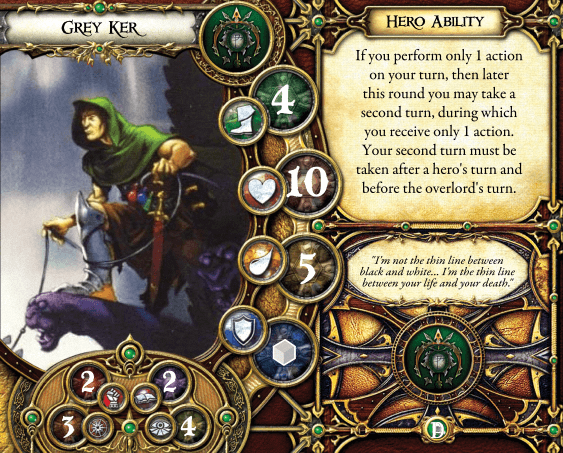 Grey Ker
4
10
5
2
2
3
4
Hero Ability
If you perform only 1 action
on your turn, then later
this round you may take a
second turn, during which
you receive only 1 action.
Your second turn must be
taken after a hero's turn and
before the overlord's turn.
"I'm not the thin line between
black and white... I'm the thin line
between your life and your death."
D